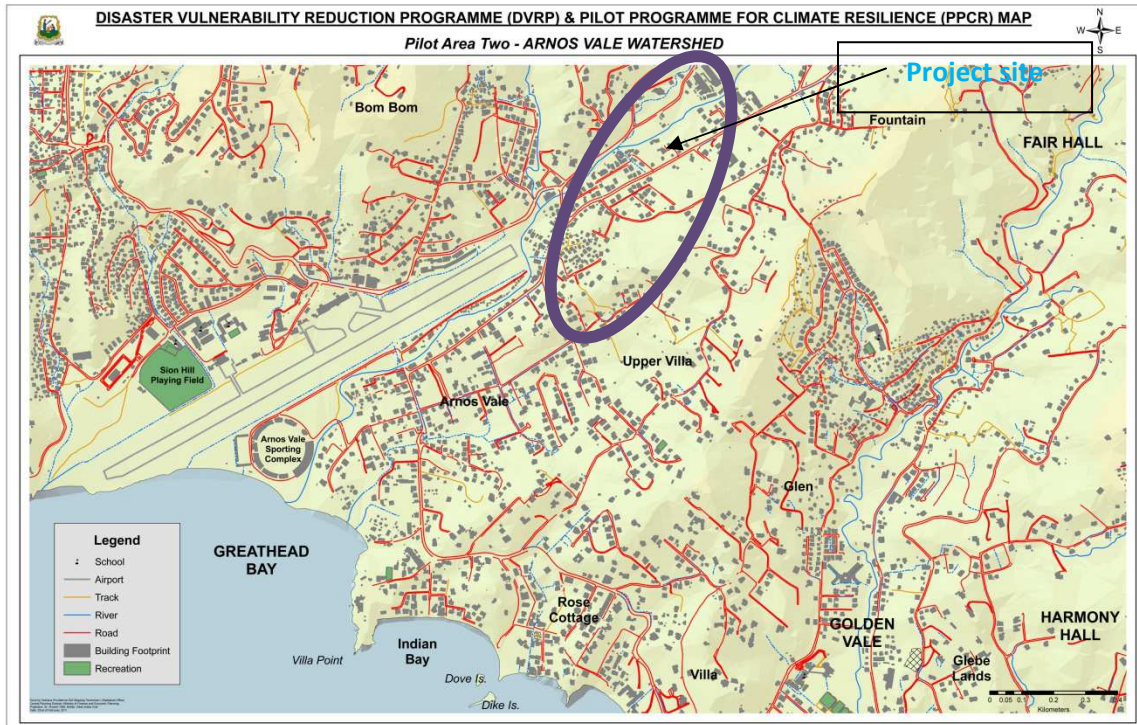 DISASTER VULNERABILITY REDUCTION PROGRAMME (DVRP) & PILOT PROGRAMME FOR CLIMATE RESILIENCE (PPCR) MAP
Pilot Area Two - ARNOS VALE WATERSHED
N
W
E
S
Project site
Bom Bom
Fountain
FAIR HALL
Sion Hill
Playing Field
Upper Villa
Arnos Vale
Arnos Vale
Sporting
Complex
Glen
GREATHEAD
BAY
Legend
School
Airport
Track
River
Road
Building Footprint
Recreation
Rose
Cottage
Indian
Bay
Villa Point
Dove Is.
Dike Is.
Villa
GOLDEN
VALE
HARMONY
HALL
Glebe
Lands
0 0.05 0.1 0.2 0.3 0.4
Kilometers